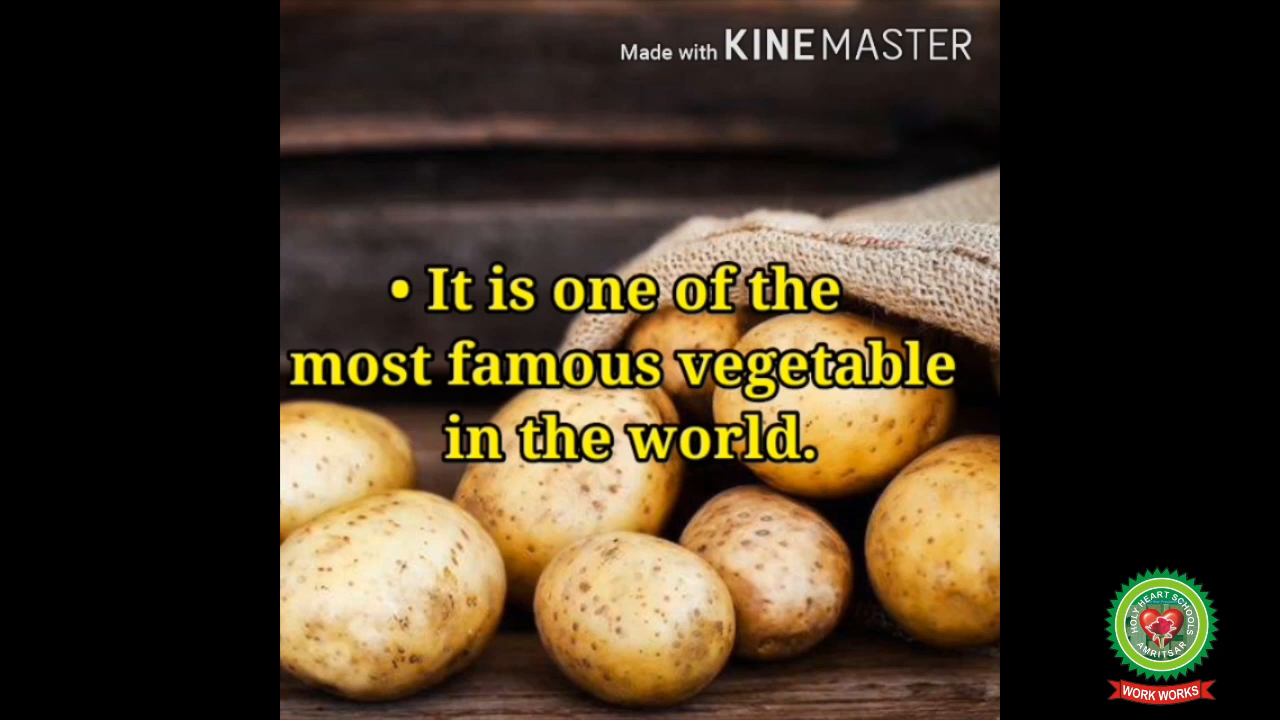 Made with KINEMASTER
• It is one of the
most famous vegetable
in the world.
HOLY HEART SCHOOLS
AMRITSAR
WORK WORKS